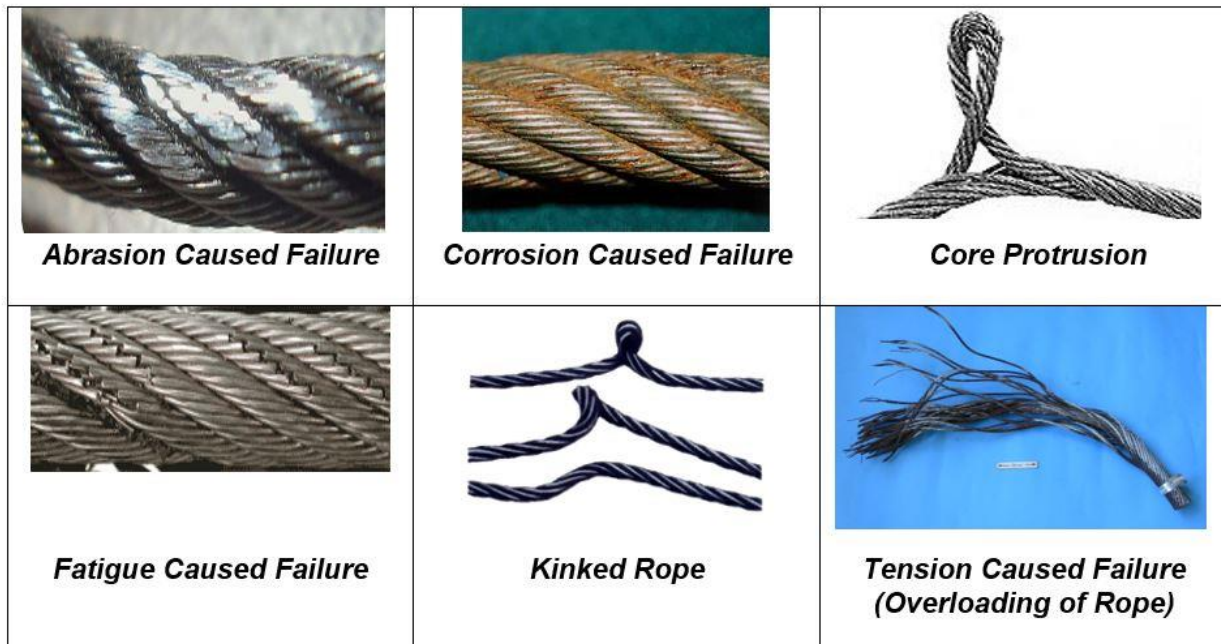 Abrasion Caused Failure
Corrosion Caused Failure
Core Protrusion
Fatigue Caused Failure
Kinked Rope
Tension Caused Failure
(Overloading of Rope)